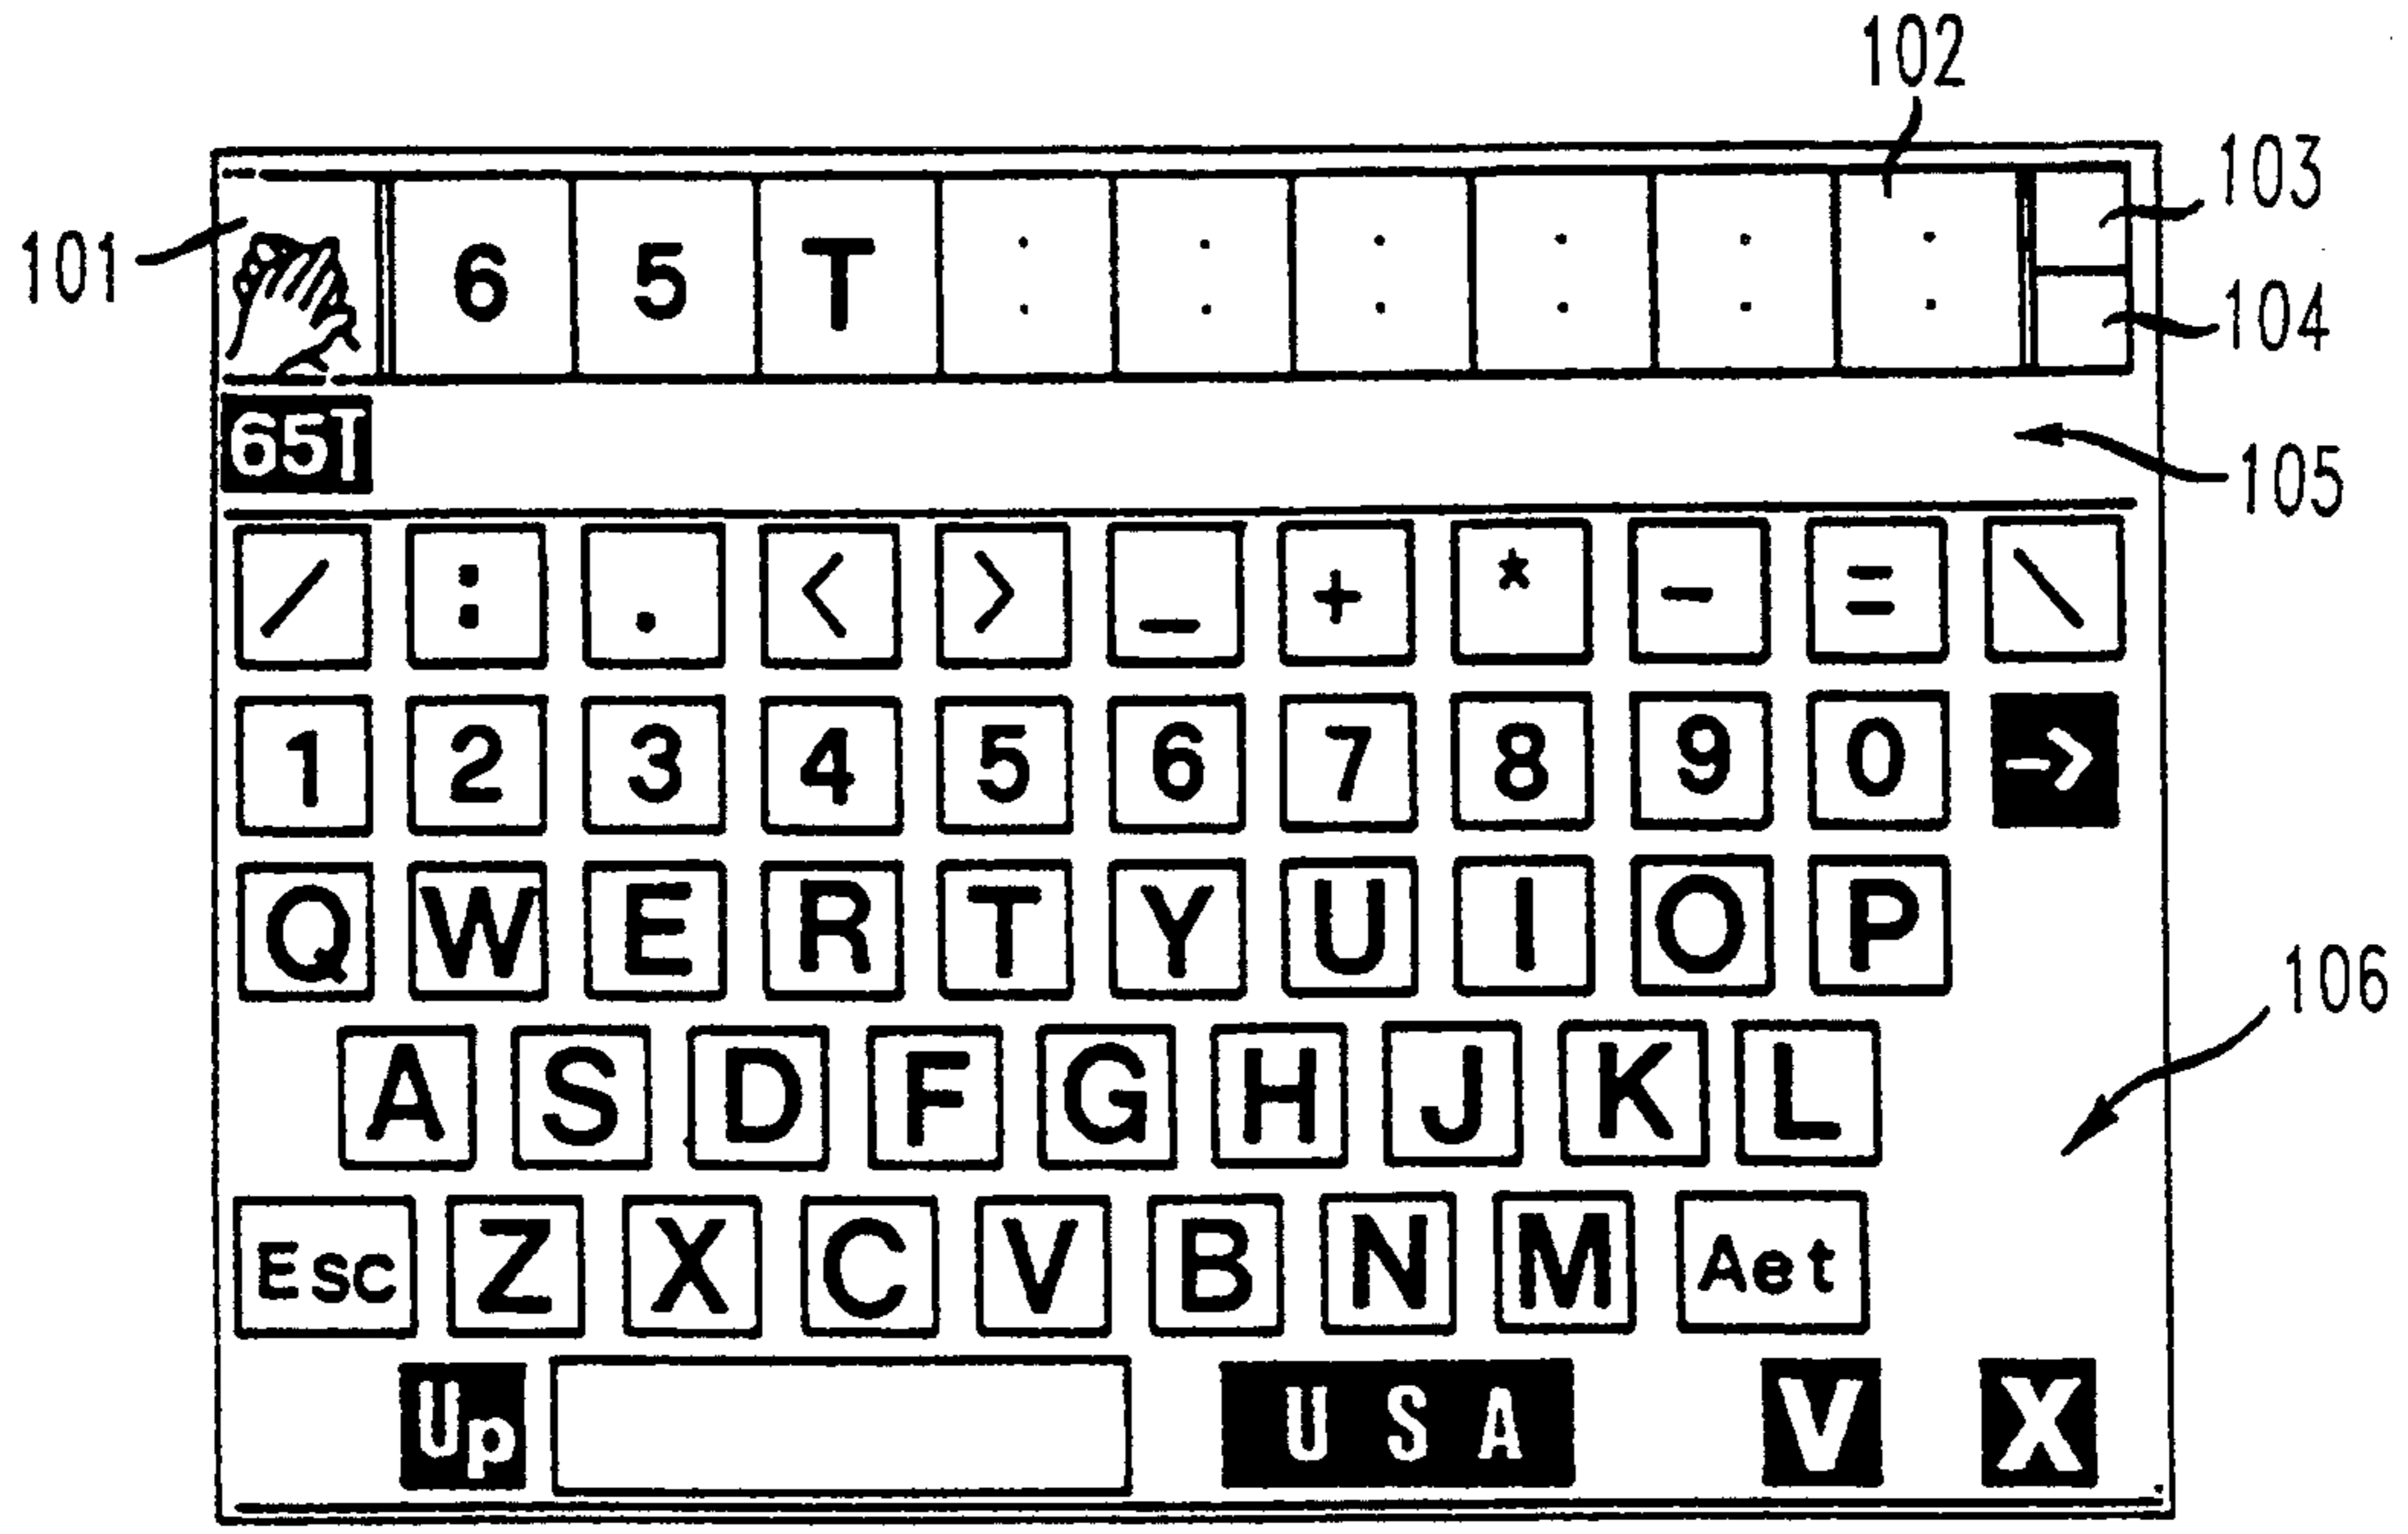 102
103
101
6 5 T : : : : : :
104
65T
105
/ : . < > _ + * - = \
1 2 3 4 5 6 7 8 9 0 ->
Q W E R T Y U I O P
106
A S D F G H J K L
Esc Z X C V B N M Aet
Up USA V X